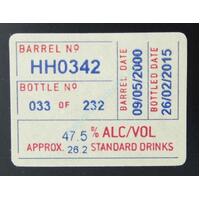 BARREL Nº
HH0342
BOTTLE Nº
033 OF 232
BARREL DATE
09/05/2000
BOTTLED DATE
26/02/2015
47.5 % ALC/VOL
APPROX. 26.2 STANDARD DRINKS